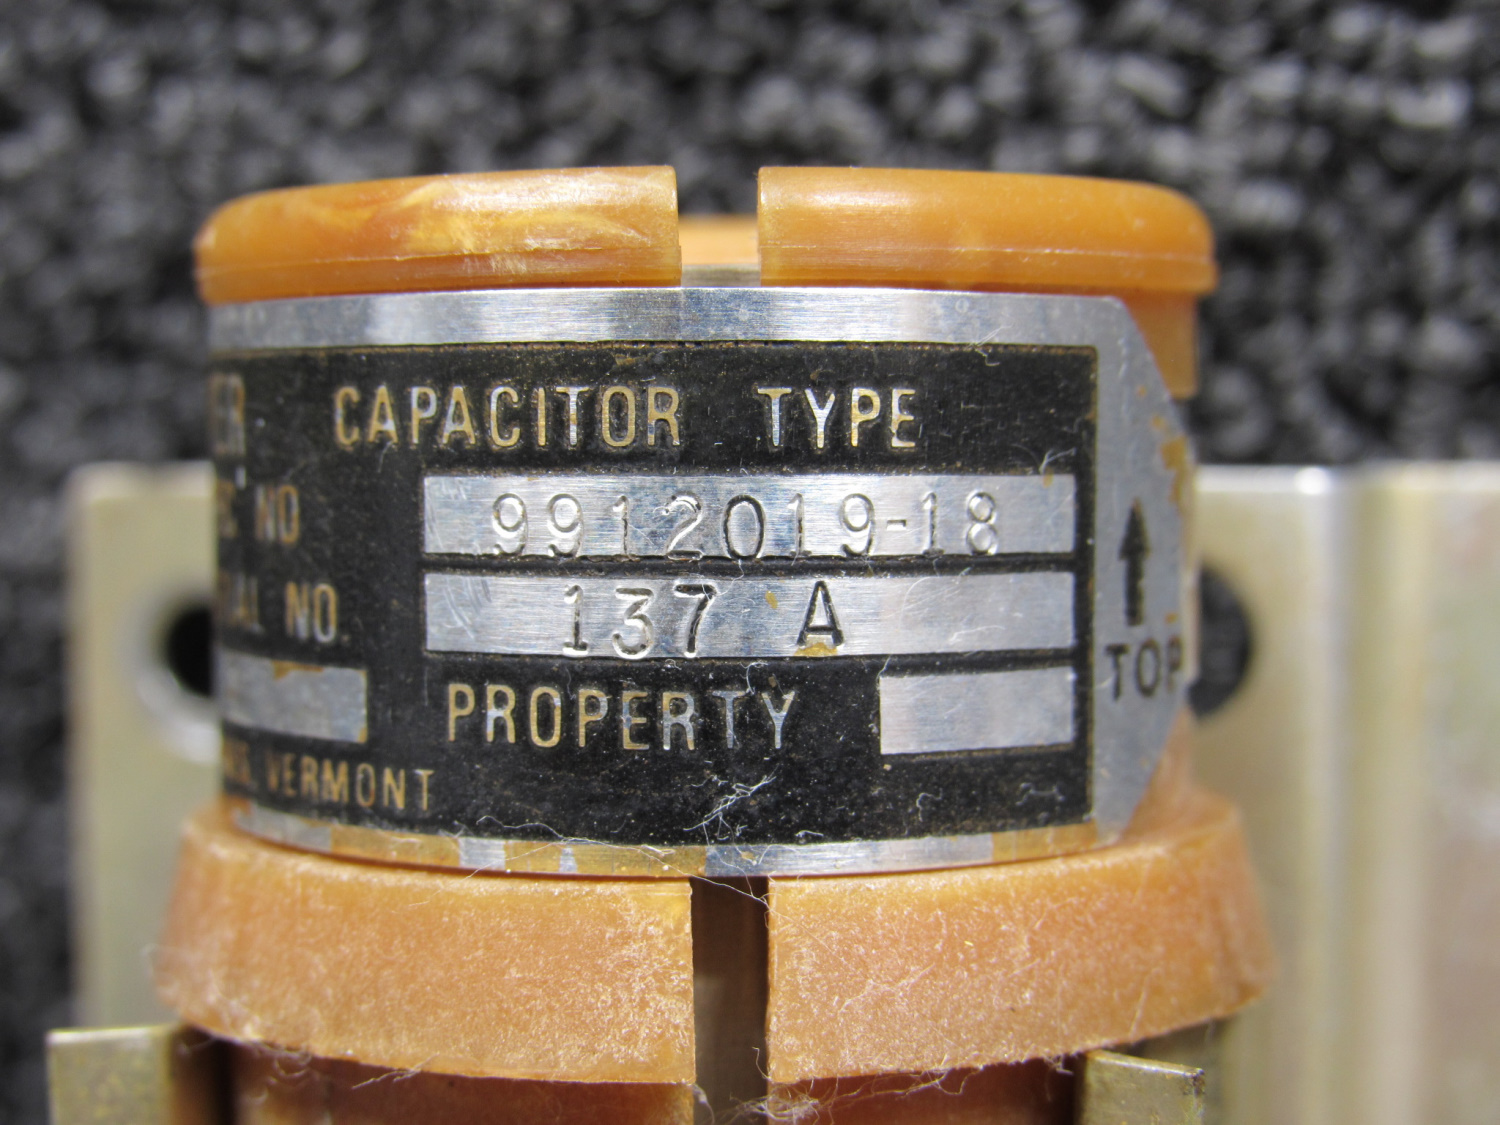 CAPACITOR TYPE
NO 9912019-18
NO 137 A
PROPERTY
VERMONT
TOP